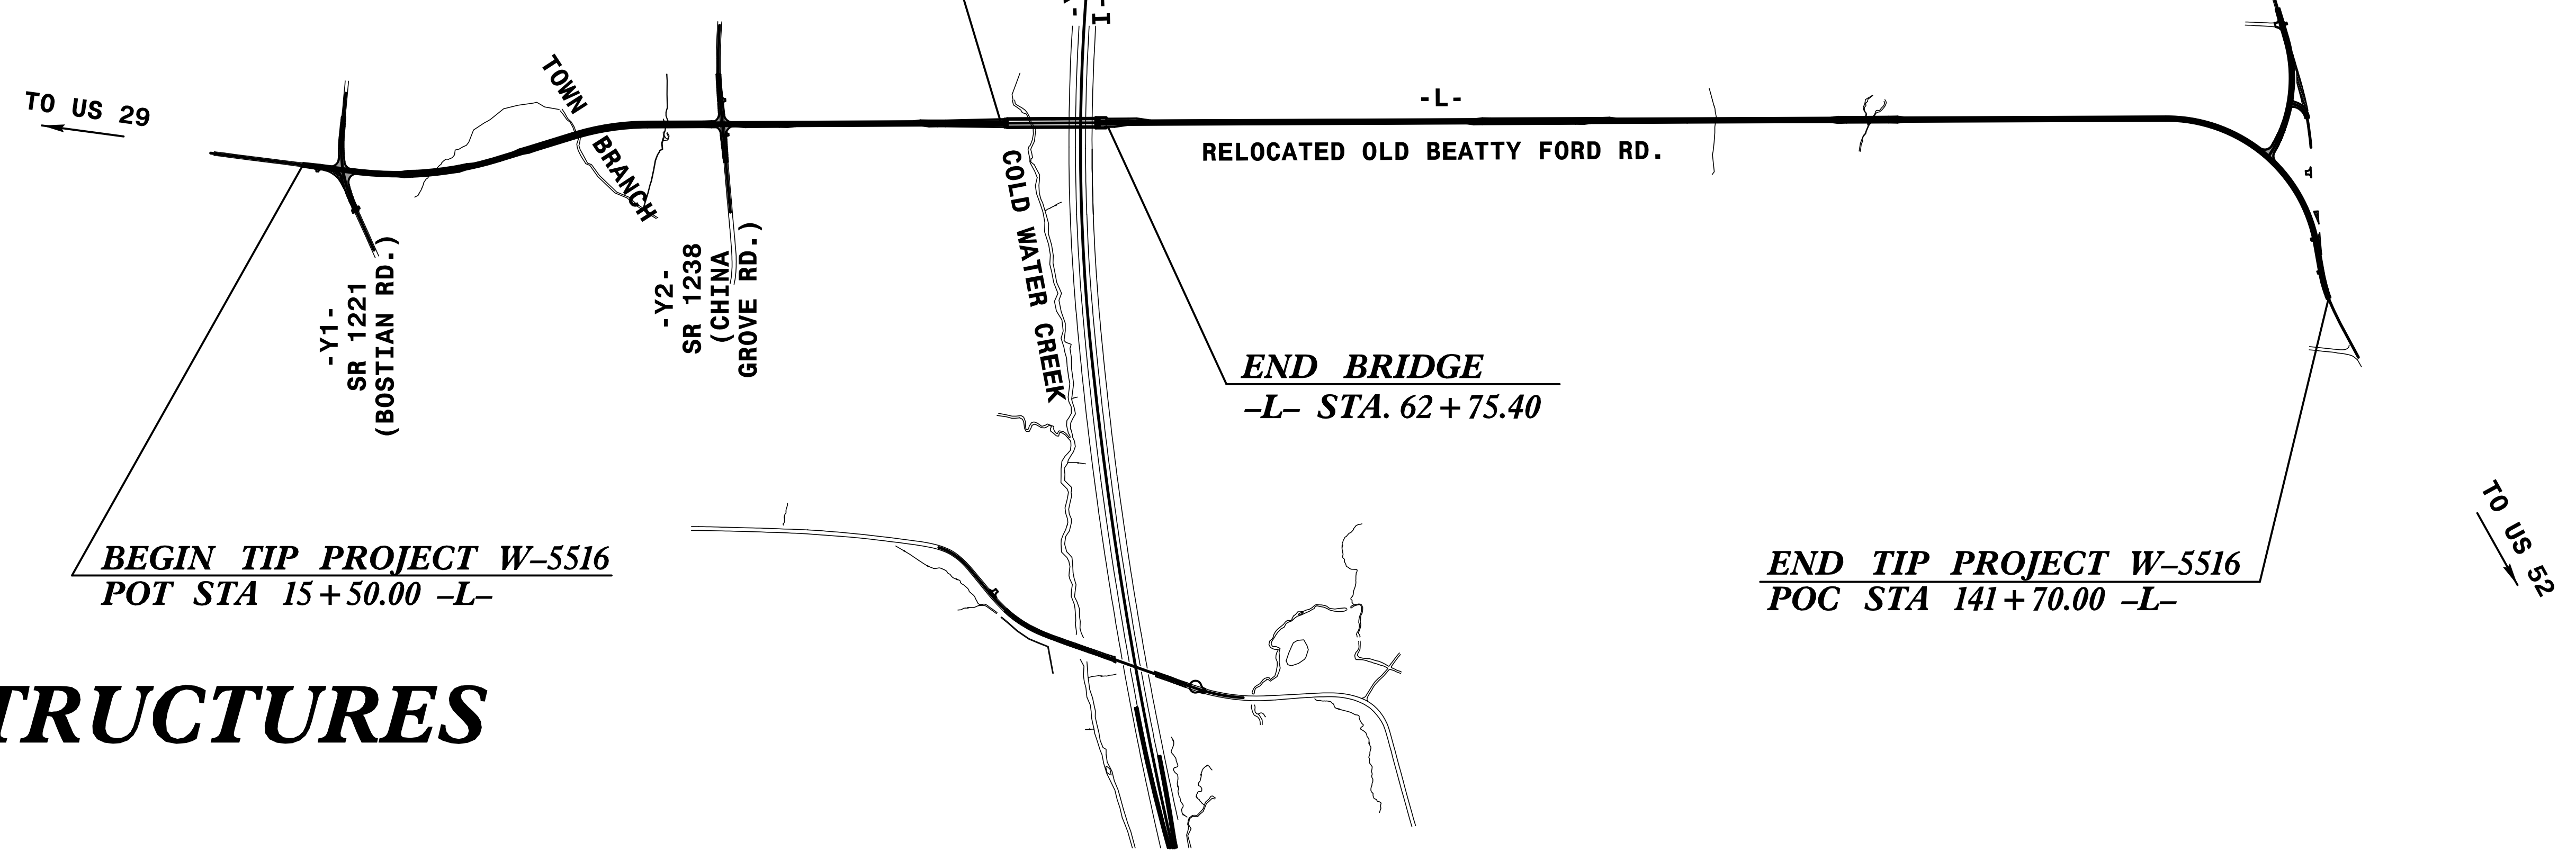 TO US 29
TOWN BRANCH
-L-
RELOCATED OLD BEATTY FORD RD.
-Y1-
SR 1221
(BOSTIAN RD.)
-Y2-
SR 1238
(CHINA
GROVE RD.)
COLD WATER CREEK
END BRIDGE
–L– STA. 62+75.40
BEGIN TIP PROJECT W–5516
POT STA 15+50.00 –L–
END TIP PROJECT W–5516
POC STA 141+70.00 –L–
TO US 52
TRUCTURES